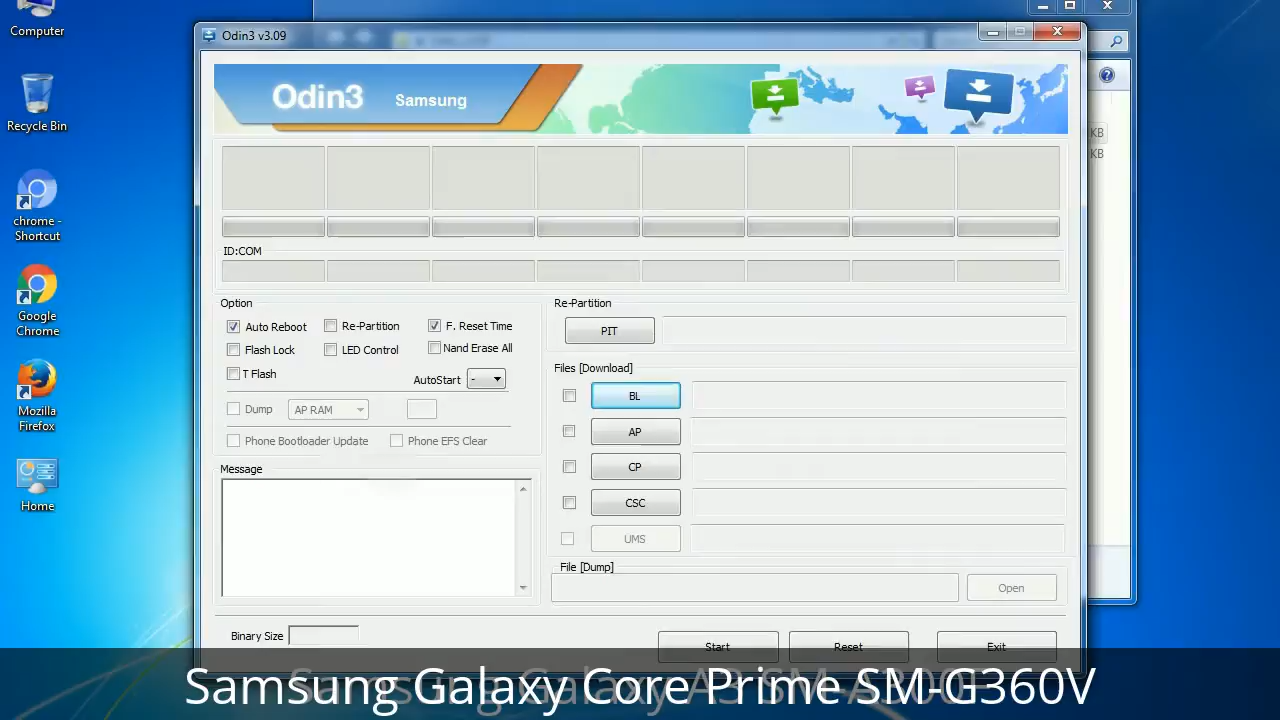 Computer
Recycle Bin
chrome -
Shortcut
Google
Chrome
Mozilla
Firefox
Home
Odin3 v3.09
Odin3 Samsung
KB
KB
ID:COM
Option
Auto Reboot
Re-Partition
F. Reset Time
Flash Lock
LED Control
Nand Erase All
T Flash
AutoStart -
Dump
AP RAM
Phone Bootloader Update
Phone EFS Clear
Message
Re-Partition
PIT
Files [Download]
BL
AP
CP
CSC
UMS
File [Dump]
Open
Binary Size
Start
Reset
Exit
Samsung Galaxy Core Prime SM-G360V